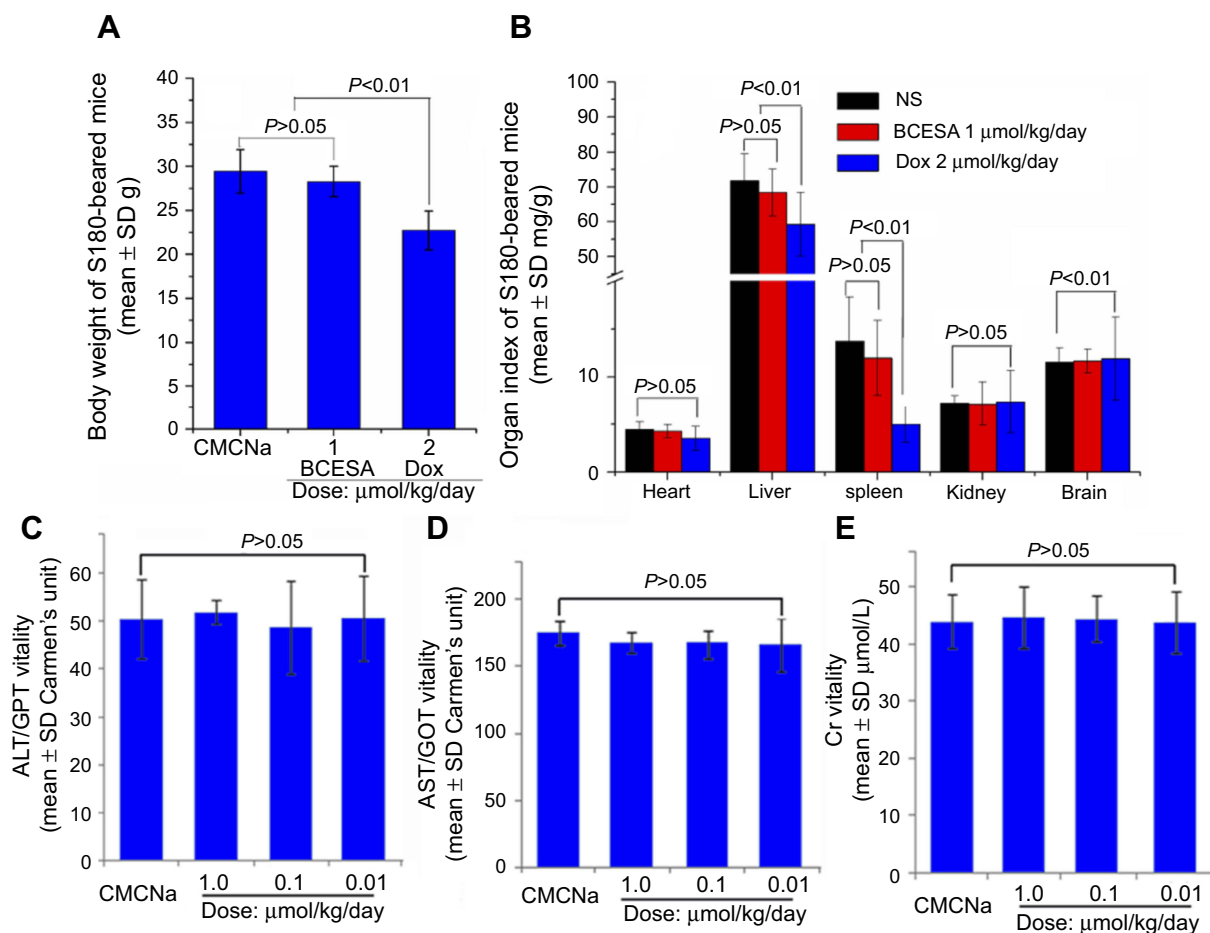 A
Body weight of S180-beared mice
(mean ± SD g)
40
35
30
25
20
15
10
5
0
P<0.01
P>0.05
CMCNa
1
2
BCESA
Dox
Dose: μmol/kg/day
B
Organ index of S180-beared mice
(mean ± SD mg/g)
100
90
80
70
60
50
10
0
P<0.01
P>0.05
NS
BCESA 1 μmol/kg/day
Dox 2 μmol/kg/day
P<0.01
P>0.05
P<0.01
P>0.05
P>0.05
Heart
Liver
spleen
Kidney
Brain
C
ALT/GPT vitality
(mean ± SD Carmen's unit)
60
50
40
30
20
10
0
P>0.05
CMCNa
1.0
0.1
0.01
Dose: μmol/kg/day
D
AST/GOT vitality
(mean ± SD Carmen's unit)
200
150
100
50
0
P>0.05
CMCNa
1.0
0.1
0.01
Dose: μmol/kg/day
E
Cr vitality
(mean ± SD μmol/L)
50
40
30
20
10
0
P>0.05
CMCNa
1.0
0.1
0.01
Dose: μmol/kg/day